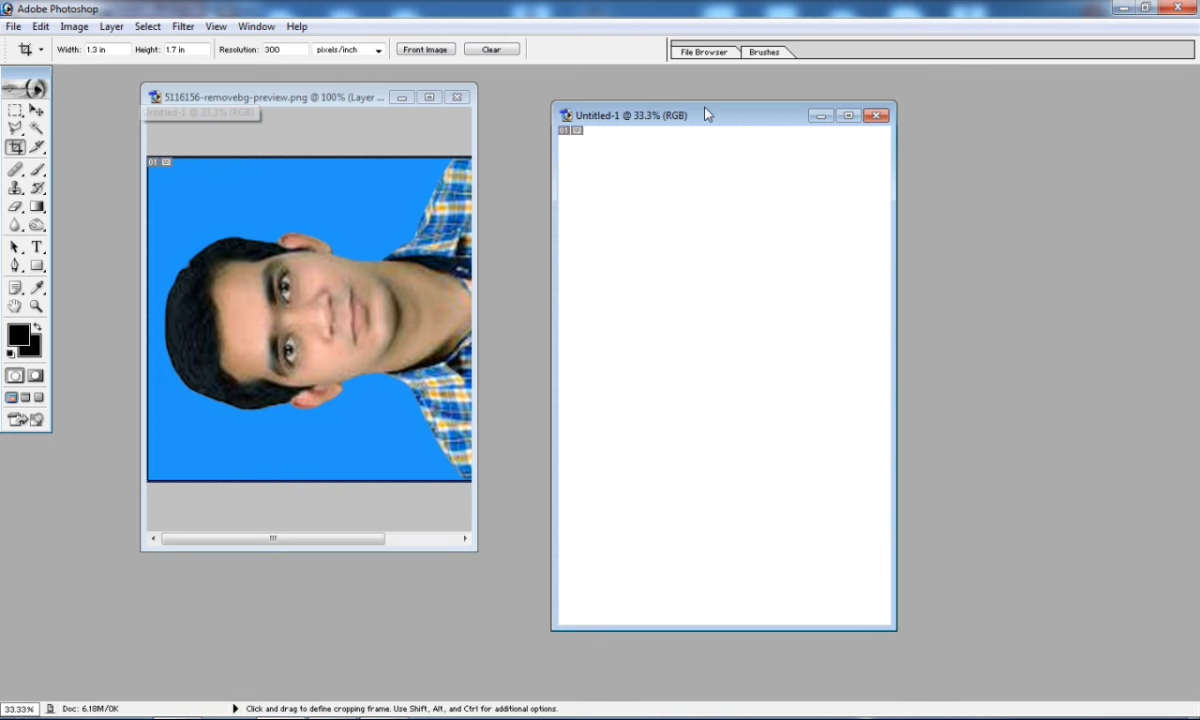 Adobe Photoshop
File Edit Image Layer Select Filter View Window Help
Width: 1.3 in Height: 1.7 in Resolution: 300 pixels/inch Front Image Clear File Browser Brushes
5116156-removebg-preview.png @ 100% (Layer ...
Untitled-1 @ 33.3% (RGB)
Untitled-1 @ 33.3% (RGB)
01
01
T
33.33% Doc: 6.18M/0K Click and drag to define cropping frame. Use Shift, Alt, and Ctrl for additional options.